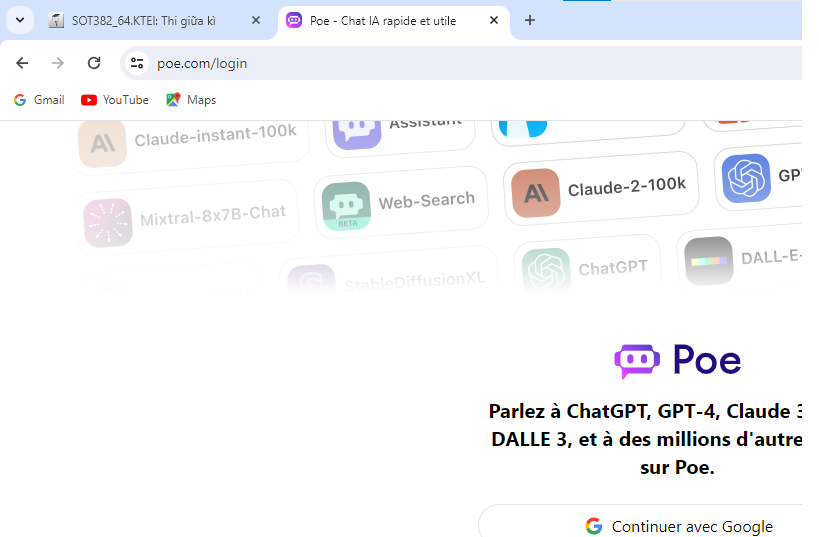 SOT382_64.KTEI: Thi giữa kì
Poe - Chat IA rapide et utile
poe.com/login
Gmail YouTube Maps
Claude-instant-100k
Assistant
Mixtral-8x7B-Chat
Web-Search
BETA
Claude-2-100k
GPT
StableDiffusionXL
ChatGPT
DALL-E-
Poe
Parlez à ChatGPT, GPT-4, Claude 3
DALLE 3, et à des millions d'autre
sur Poe.
Continuer avec Google